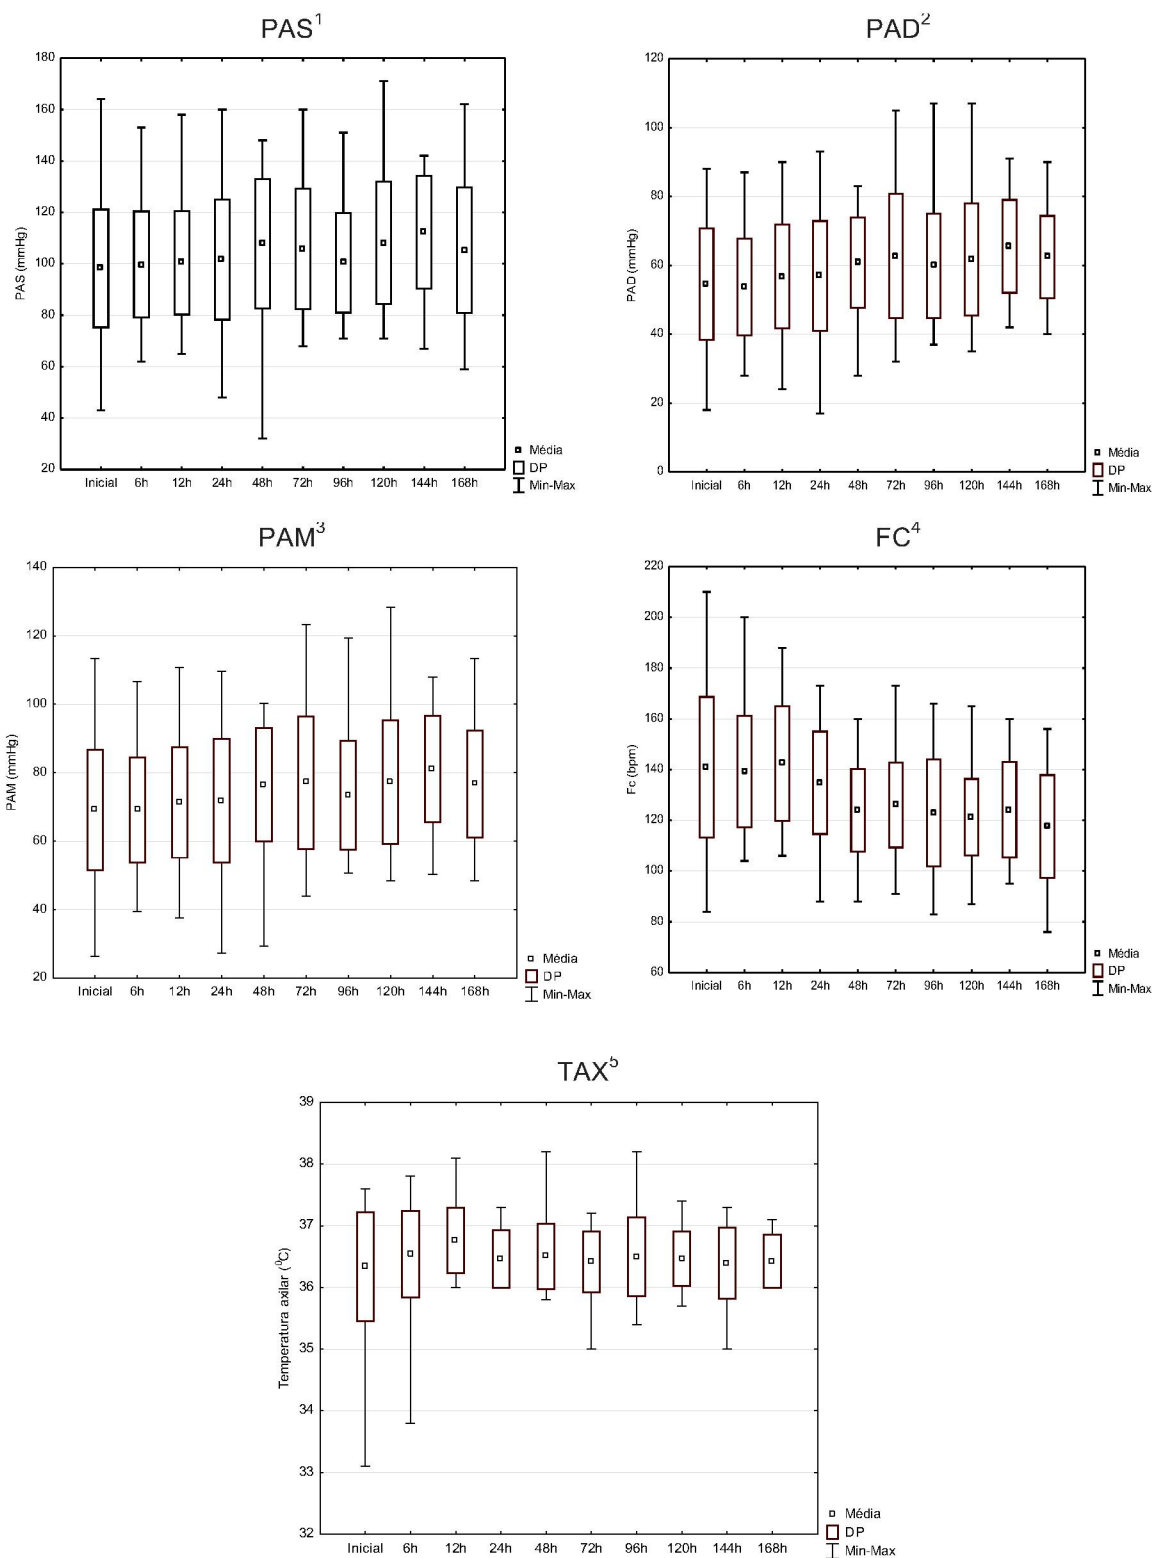 PAS¹
180
160
140
120
100
80
60
40
20
PAS (mmHg)
Inicial 6h 12h 24h 48h 72h 96h 120h 144h 168h
Média
DP
Min-Max
PAD²
120
100
80
60
40
20
0
PAD (mmHg)
Inicial 6h 12h 24h 48h 72h 96h 120h 144h 168h
Média
DP
Min-Max
PAM³
140
120
100
80
60
40
20
PAM (mmHg)
Inicial 6h 12h 24h 48h 72h 96h 120h 144h 168h
Média
DP
Min-Max
FC⁴
220
200
180
160
140
120
100
80
60
Fc (bpm)
Inicial 6h 12h 24h 48h 72h 96h 120h 144h 168h
Média
DP
Min-Max
TAX⁵
39
38
37
36
35
34
33
32
Temperatura axilar (⁰C)
Inicial 6h 12h 24h 48h 72h 96h 120h 144h 168h
Média
DP
Min-Max